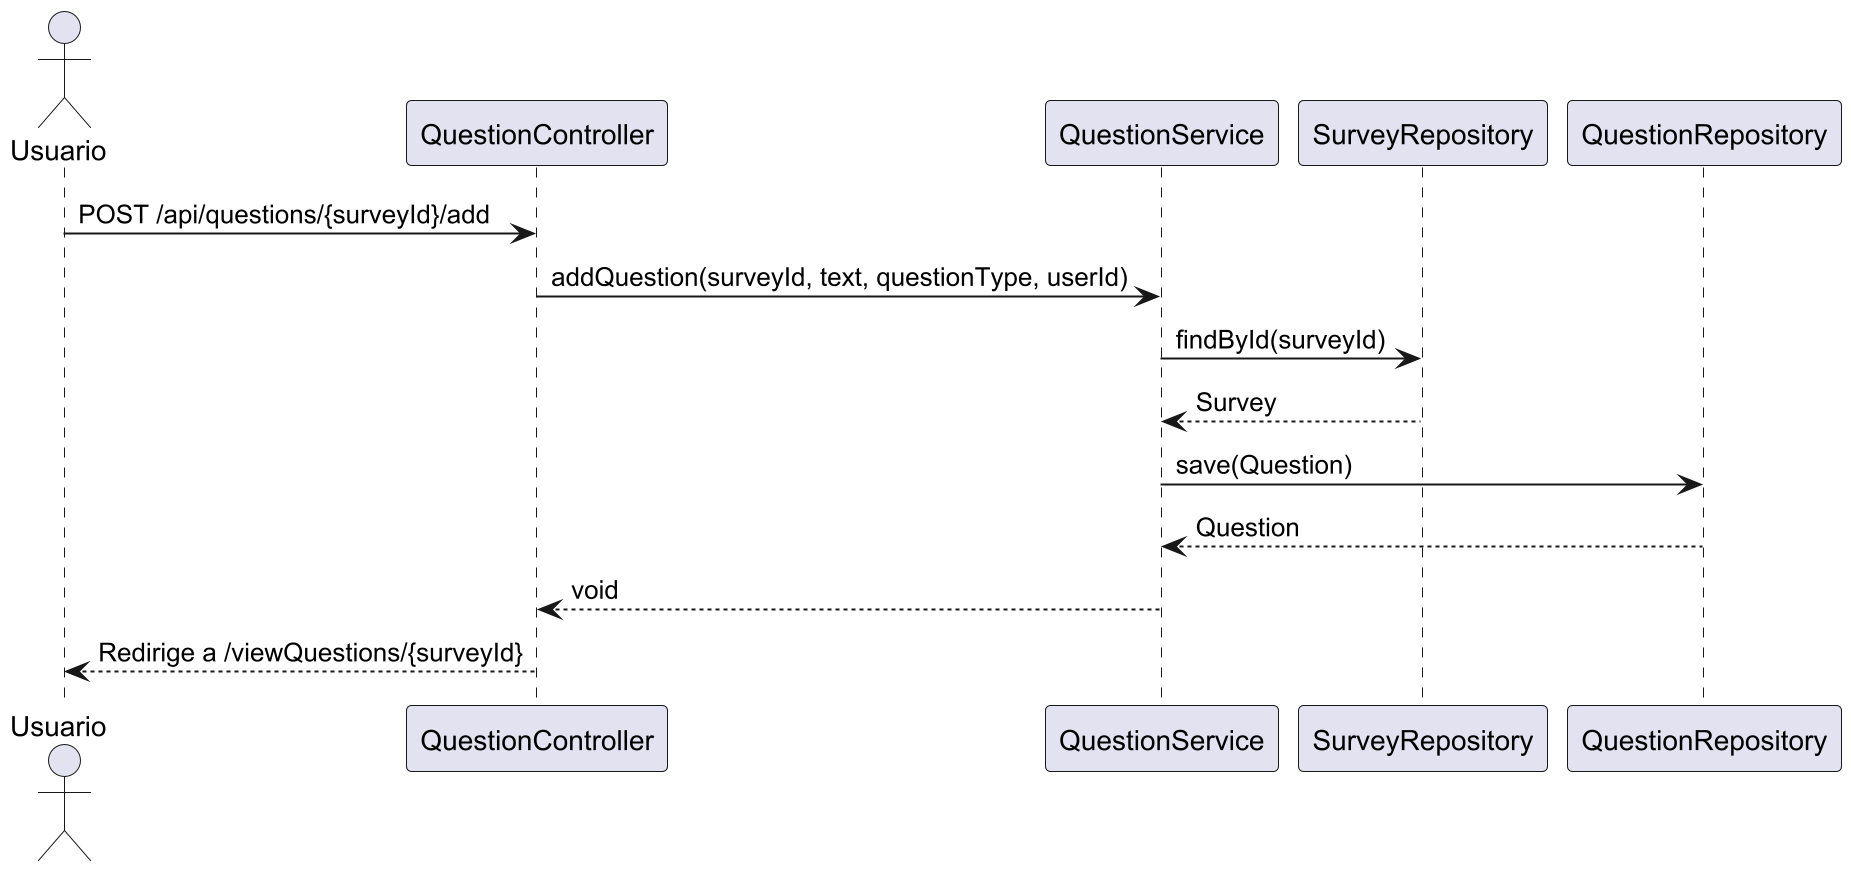 Usuario
QuestionController
QuestionService
SurveyRepository
QuestionRepository
POST /api/questions/{surveyId}/add
addQuestion(surveyId, text, questionType, userId)
findById(surveyId)
Survey
save(Question)
Question
void
Redirige a /viewQuestions/{surveyId}
Usuario
QuestionController
QuestionService
SurveyRepository
QuestionRepository